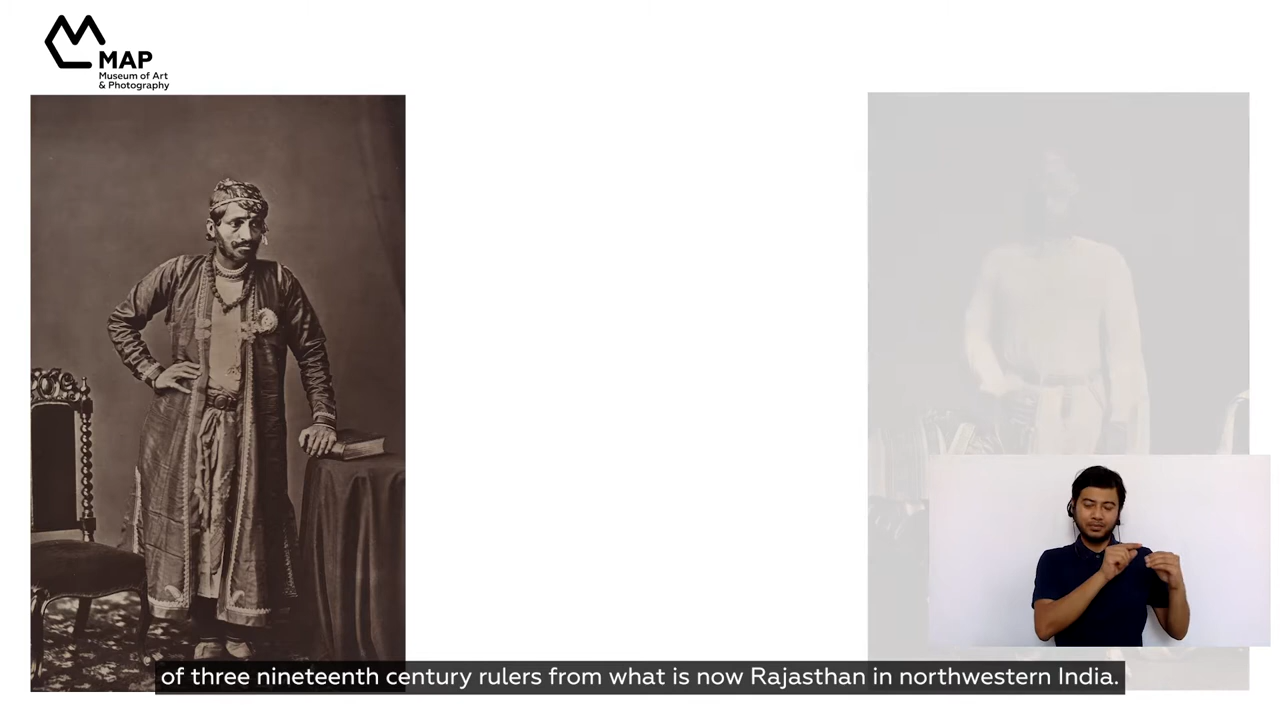 MAP
Museum of Art
& Photography
of three nineteenth century rulers from what is now Rajasthan in northwestern India.